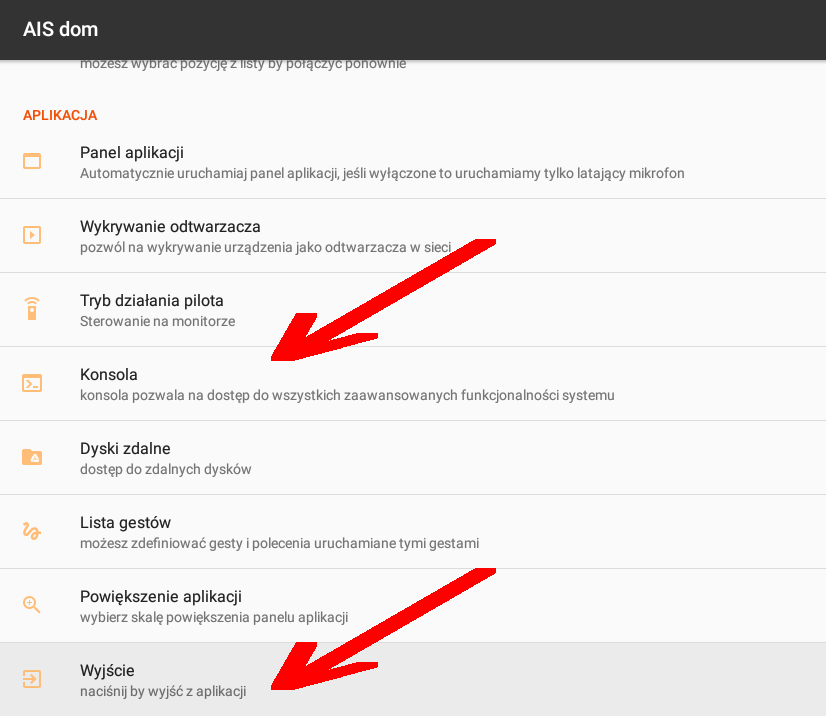 AIS dom
możesz wybrać pozycję z listy by połączyć ponownie
APLIKACJA
Panel aplikacji
Automatycznie uruchamiaj panel aplikacji, jeśli wyłączone to uruchamiamy tylko latający mikrofon
Wykrywanie odtwarzacza
pozwól na wykrywanie urządzenia jako odtwarzacza w sieci
Tryb działania pilota
Sterowanie na monitorze
Konsola
konsola pozwala na dostęp do wszystkich zaawansowanych funkcjonalności systemu
Dyski zdalne
dostęp do zdalnych dysków
Lista gestów
możesz zdefiniować gesty i polecenia uruchamiane tymi gestami
Powiększenie aplikacji
wybierz skalę powiększenia panelu aplikacji
Wyjście
naciśnij by wyjść z aplikacji